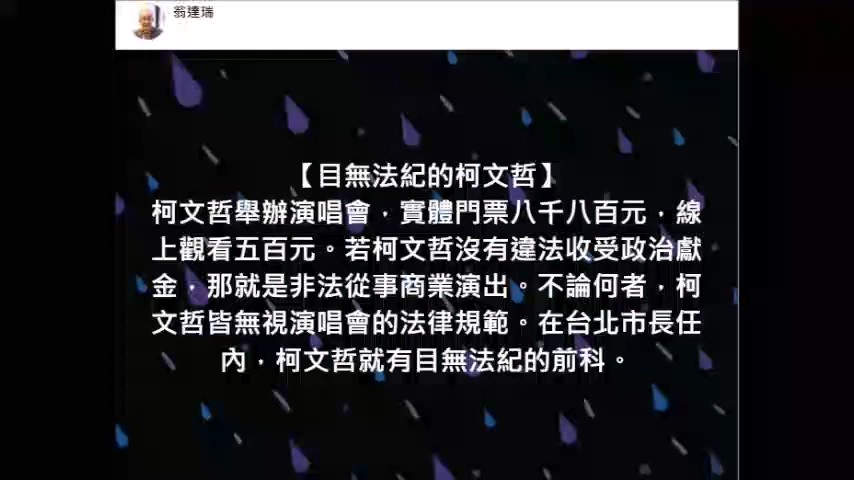 翁達瑞
【目無法紀的柯文哲】
柯文哲舉辦演唱會，實體門票八千八百元，線
上觀看五百元。若柯文哲沒有違法收受政治獻
金，那就是非法從事商業演出。不論何者，柯
文哲皆無視演唱會的法律規範。在台北市長任
內，柯文哲就有目無法紀的前科。